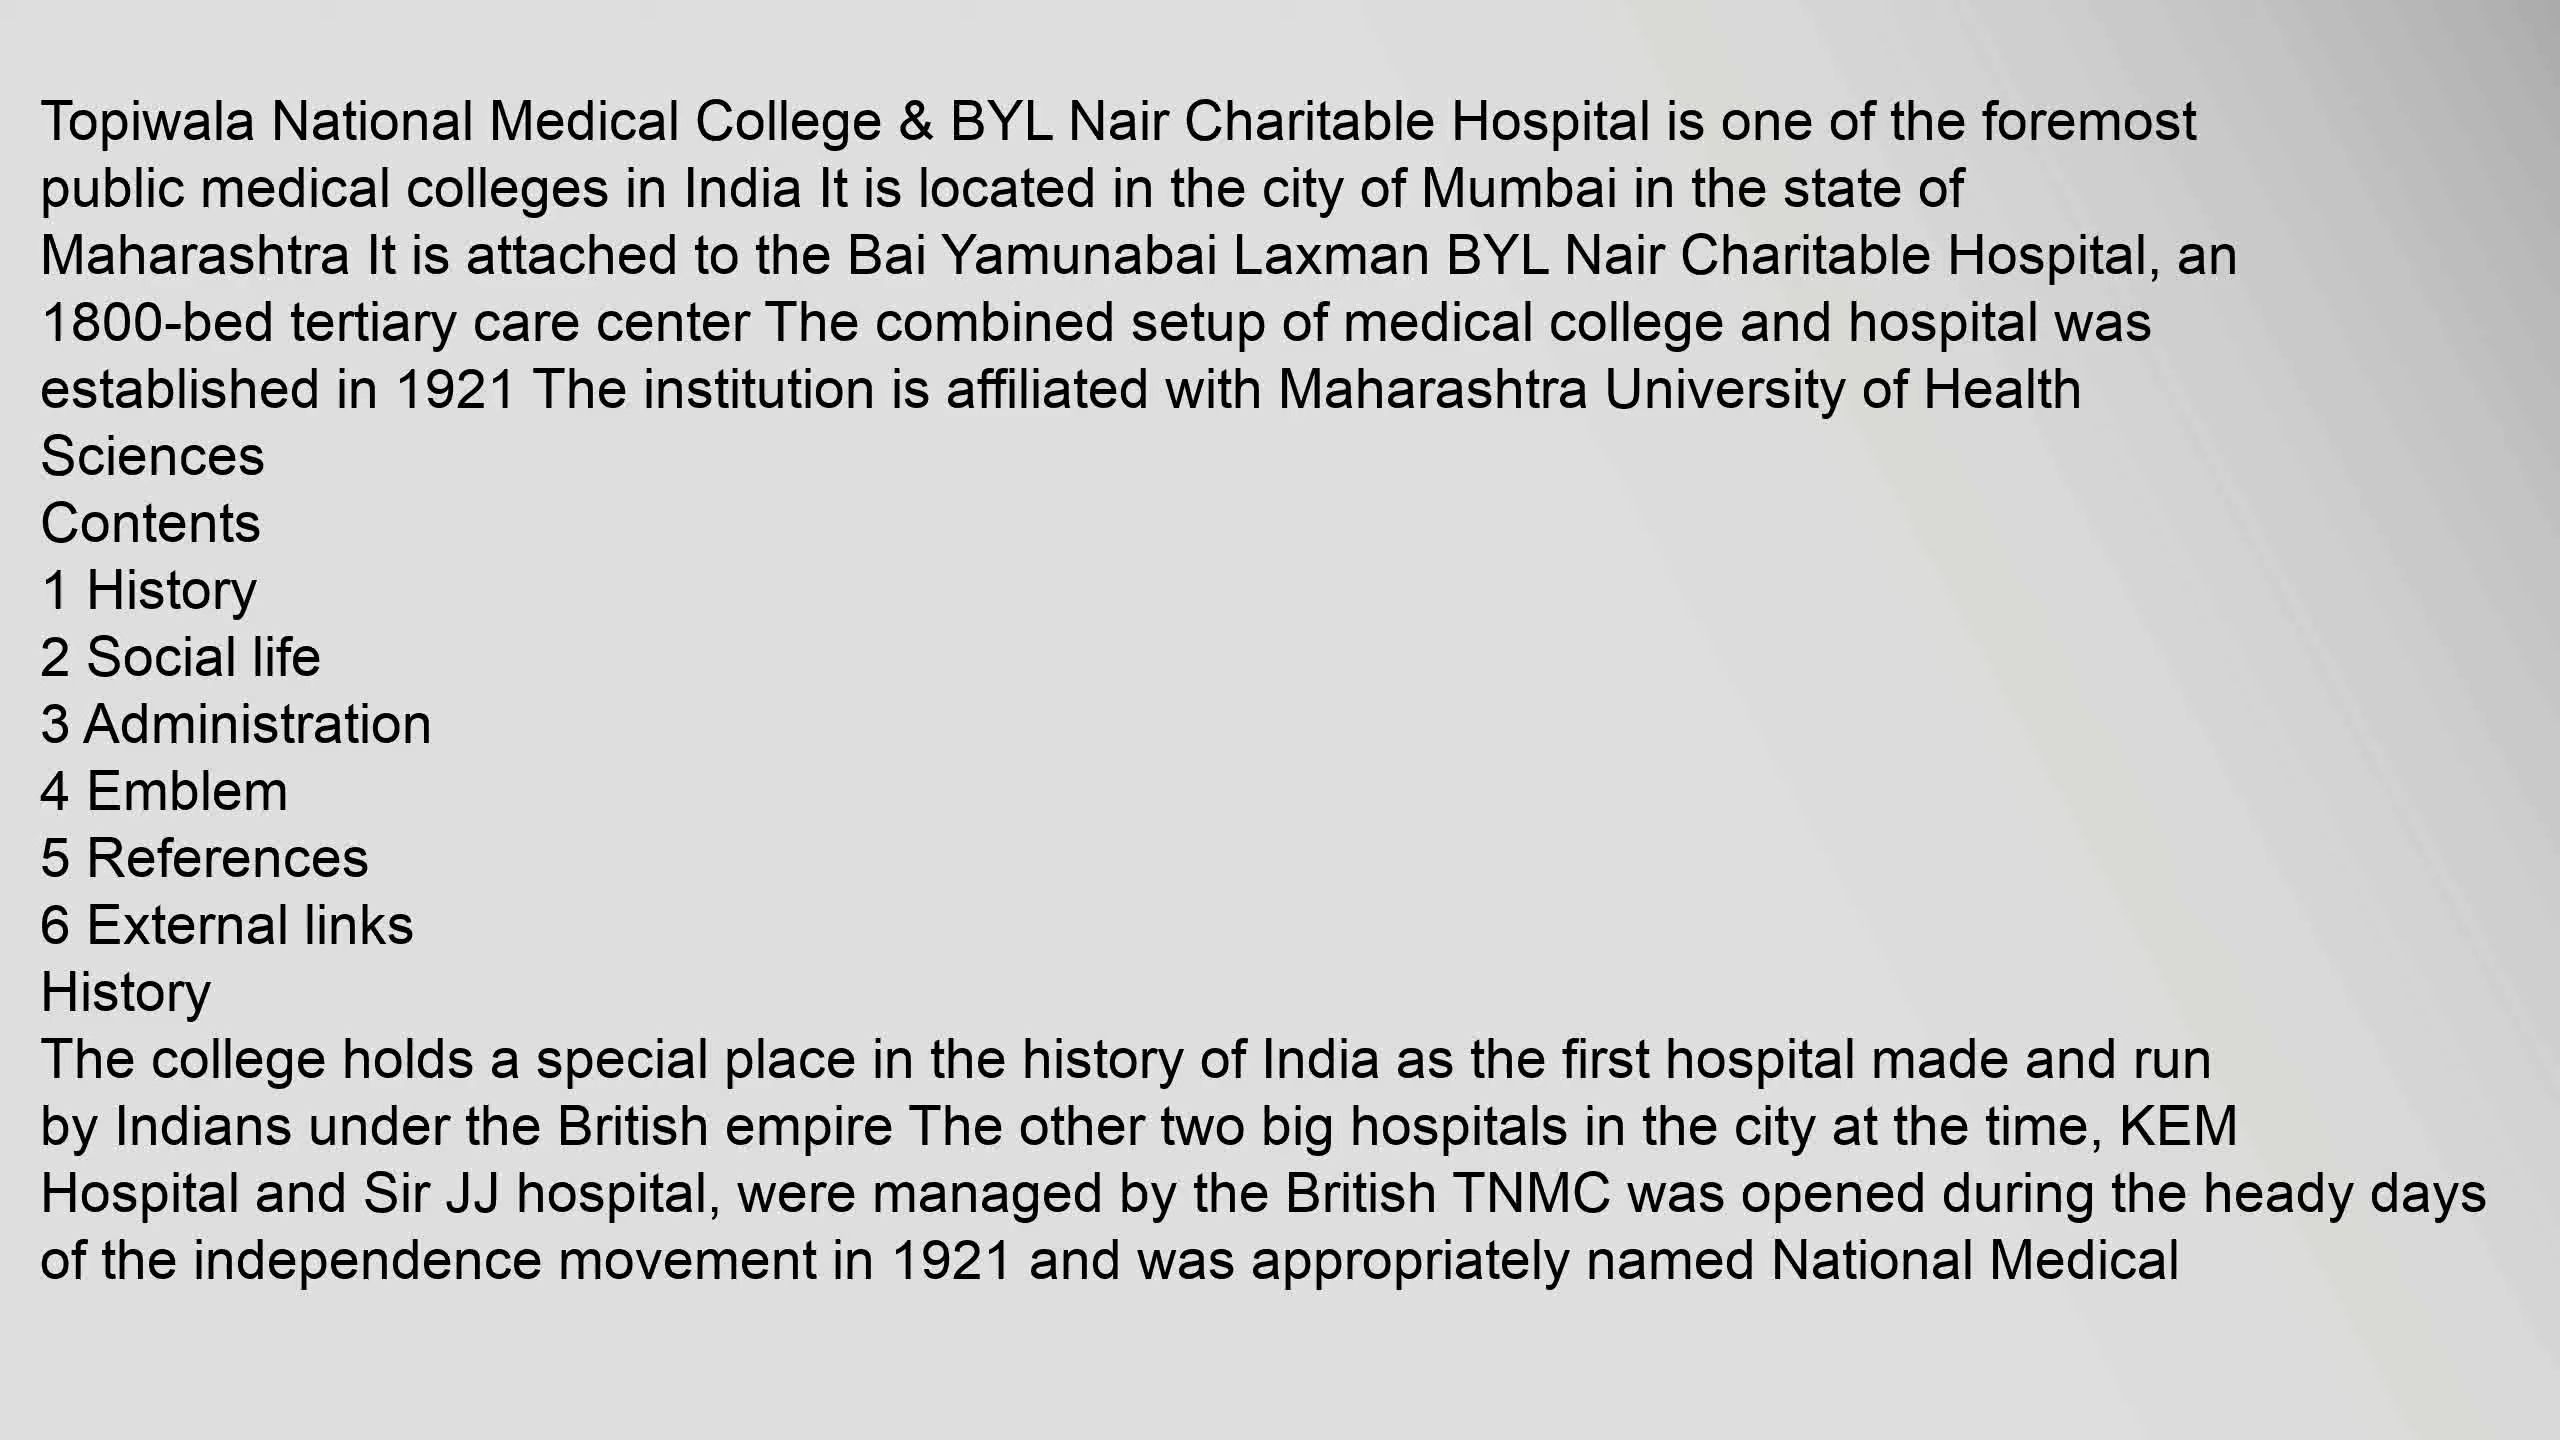 Topiwala National Medical College & BYL Nair Charitable Hospital is one of the foremost
public medical colleges in India It is located in the city of Mumbai in the state of
Maharashtra It is attached to the Bai Yamunabai Laxman BYL Nair Charitable Hospital, an
1800-bed tertiary care center The combined setup of medical college and hospital was
established in 1921 The institution is affiliated with Maharashtra University of Health
Sciences
Contents
1 History
2 Social life
3 Administration
4 Emblem
5 References
6 External links
History
The college holds a special place in the history of India as the first hospital made and run
by Indians under the British empire The other two big hospitals in the city at the time, KEM
Hospital and Sir JJ hospital, were managed by the British TNMC was opened during the heady days
of the independence movement in 1921 and was appropriately named National Medical